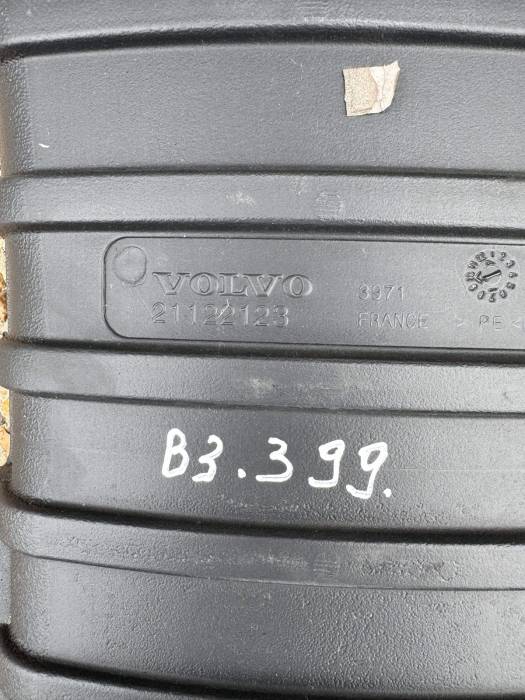 VOLVO
21122123
3971
FRANCE > PE <
B3.399.